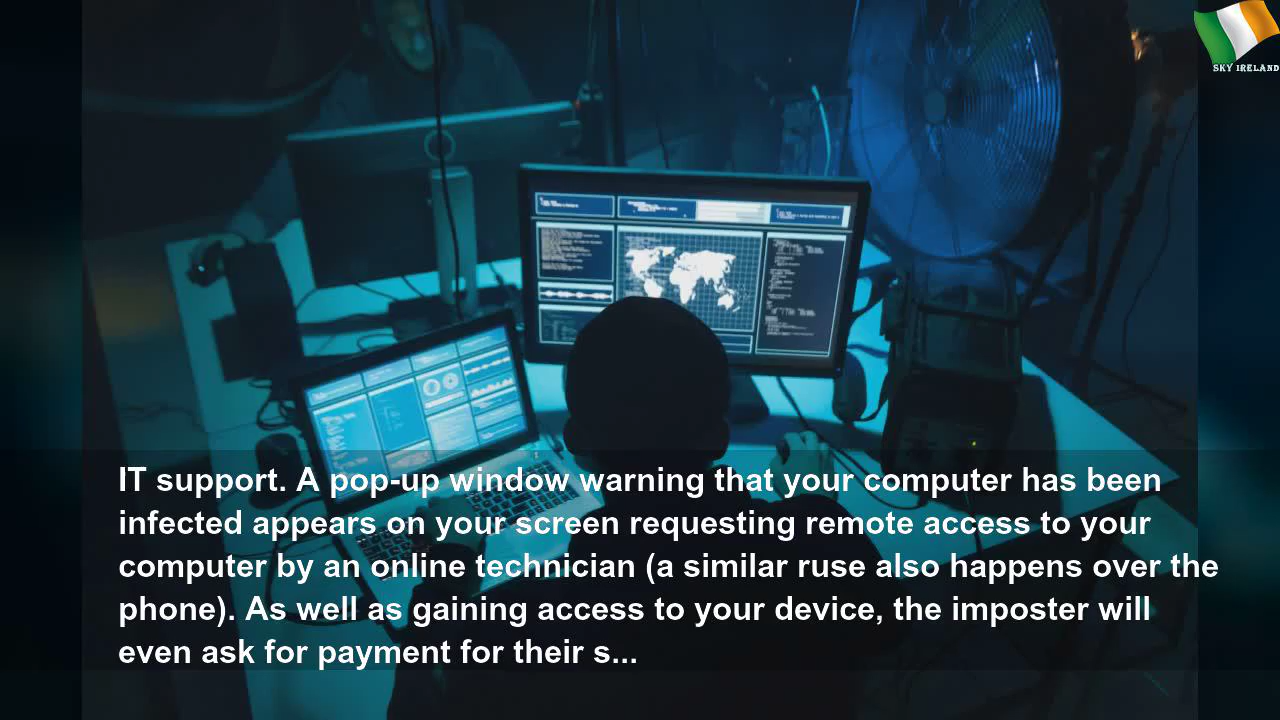 SKY IRELAND
IT support. A pop-up window warning that your computer has been
infected appears on your screen requesting remote access to your
computer by an online technician (a similar ruse also happens over the
phone). As well as gaining access to your device, the imposter will
even ask for payment for their s...